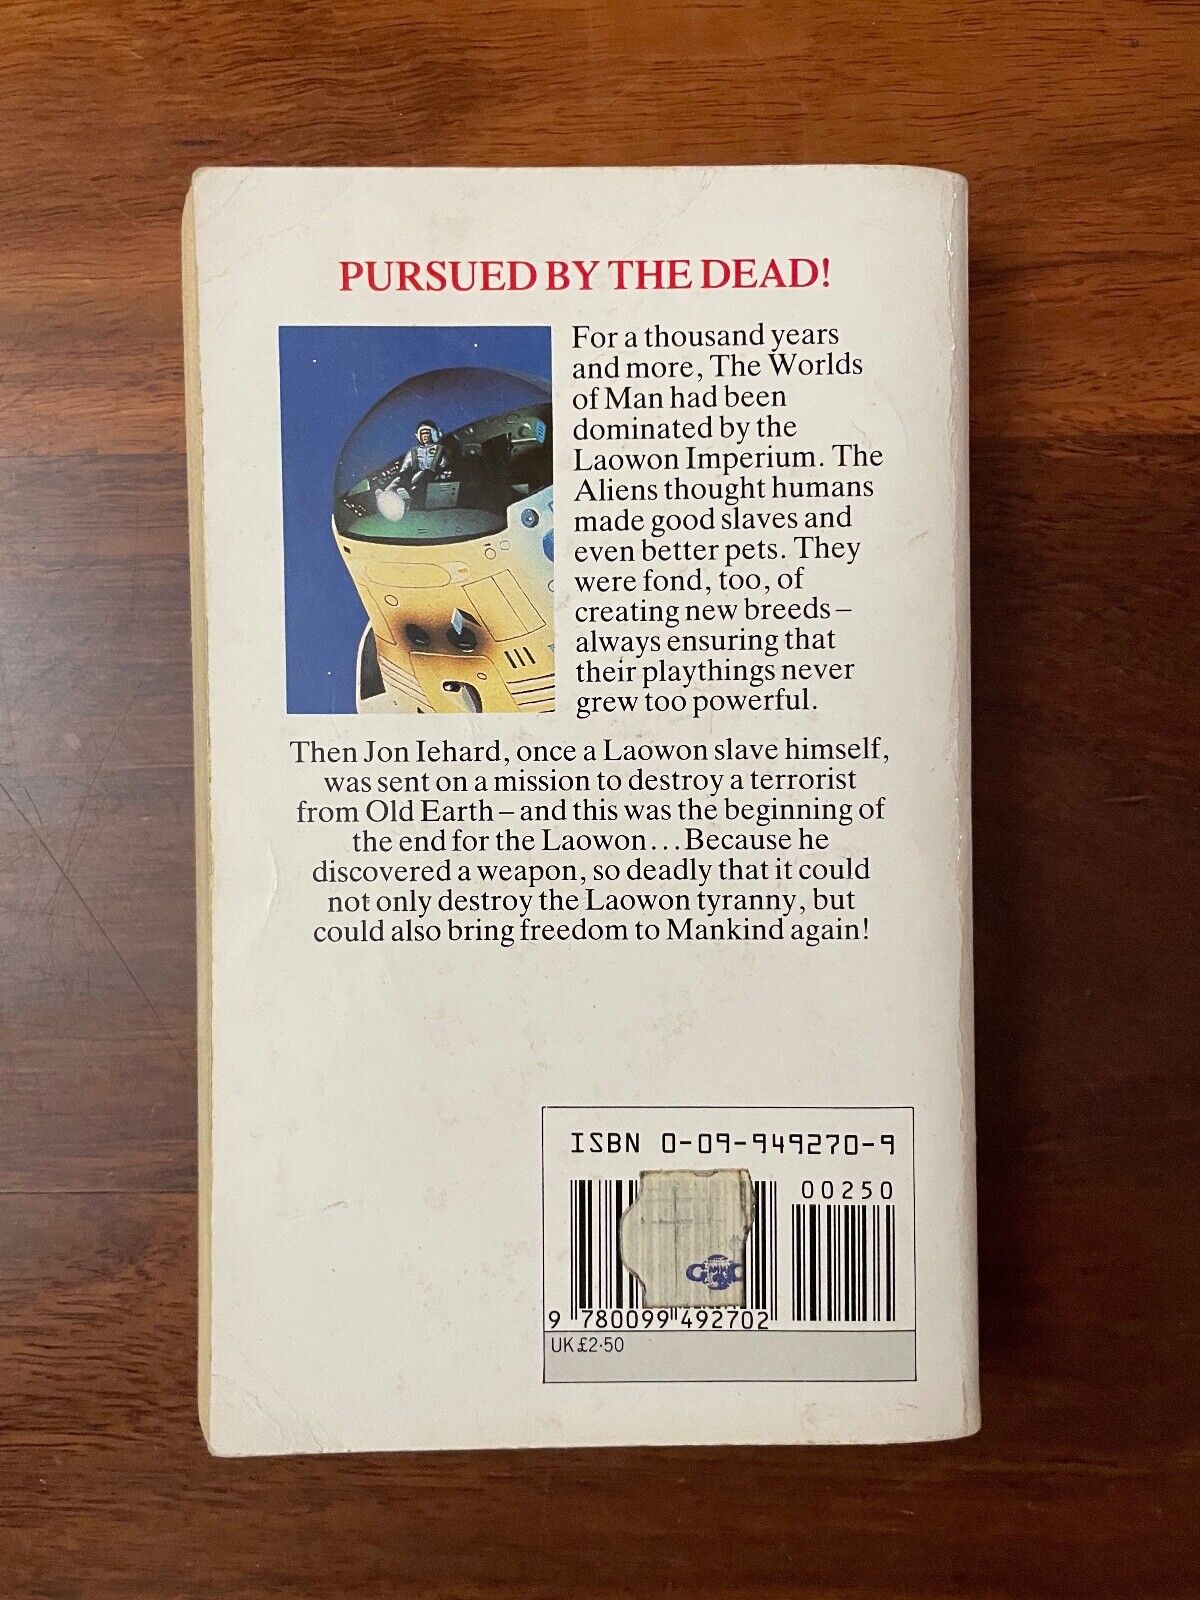 PURSUED BY THE DEAD!
For a thousand years
and more, The Worlds
of Man had been
dominated by the
Laowon Imperium. The
Aliens thought humans
made good slaves and
even better pets. They
were fond, too, of
creating new breeds –
always ensuring that
their playthings never
grew too powerful.
Then Jon Iehard, once a Laowon slave himself,
was sent on a mission to destroy a terrorist
from Old Earth – and this was the beginning of
the end for the Laowon...Because he
discovered a weapon, so deadly that it could
not only destroy the Laowon tyranny, but
could also bring freedom to Mankind again!
ISBN 0-09-949270-9
00250
9 780099 492702
UK £2·50